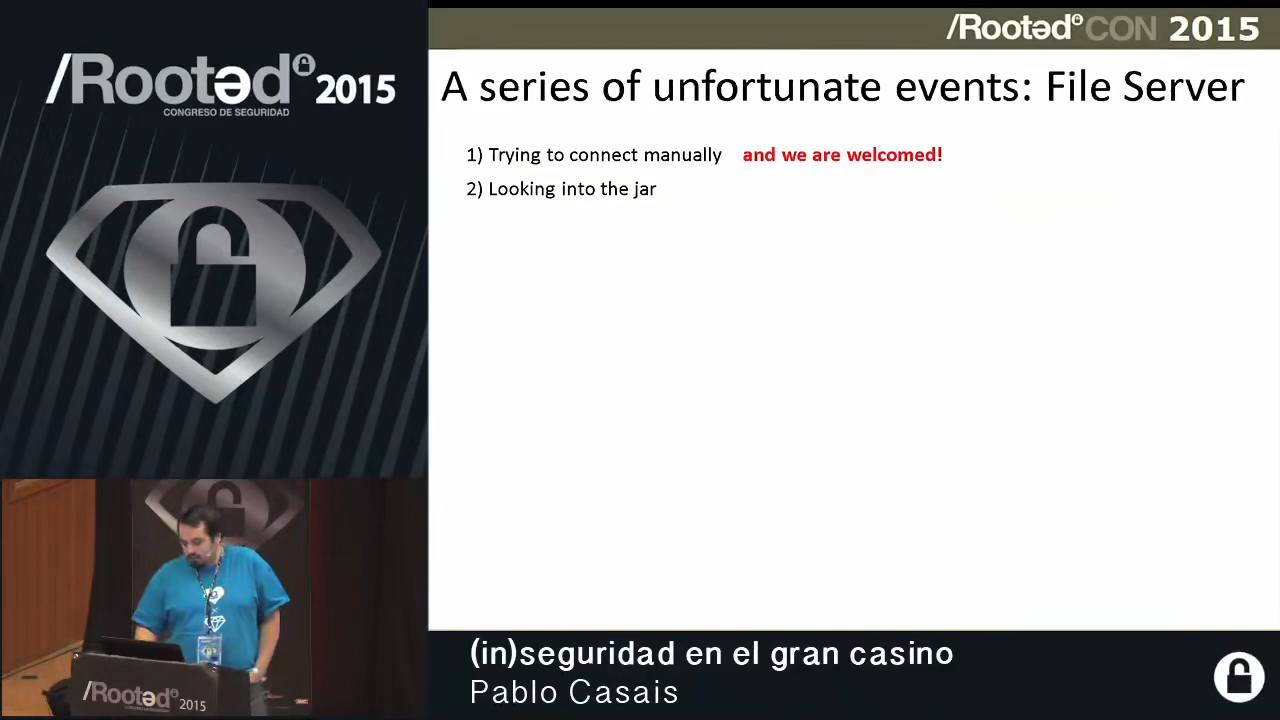 /Rootəd CON 2015
/Rootəd 2015
CONGRESO DE SEGURIDAD
A series of unfortunate events: File Server
1) Trying to connect manually and we are welcomed!
2) Looking into the jar
/Rootəd 2015
(in)seguridad en el gran casino
Pablo Casais